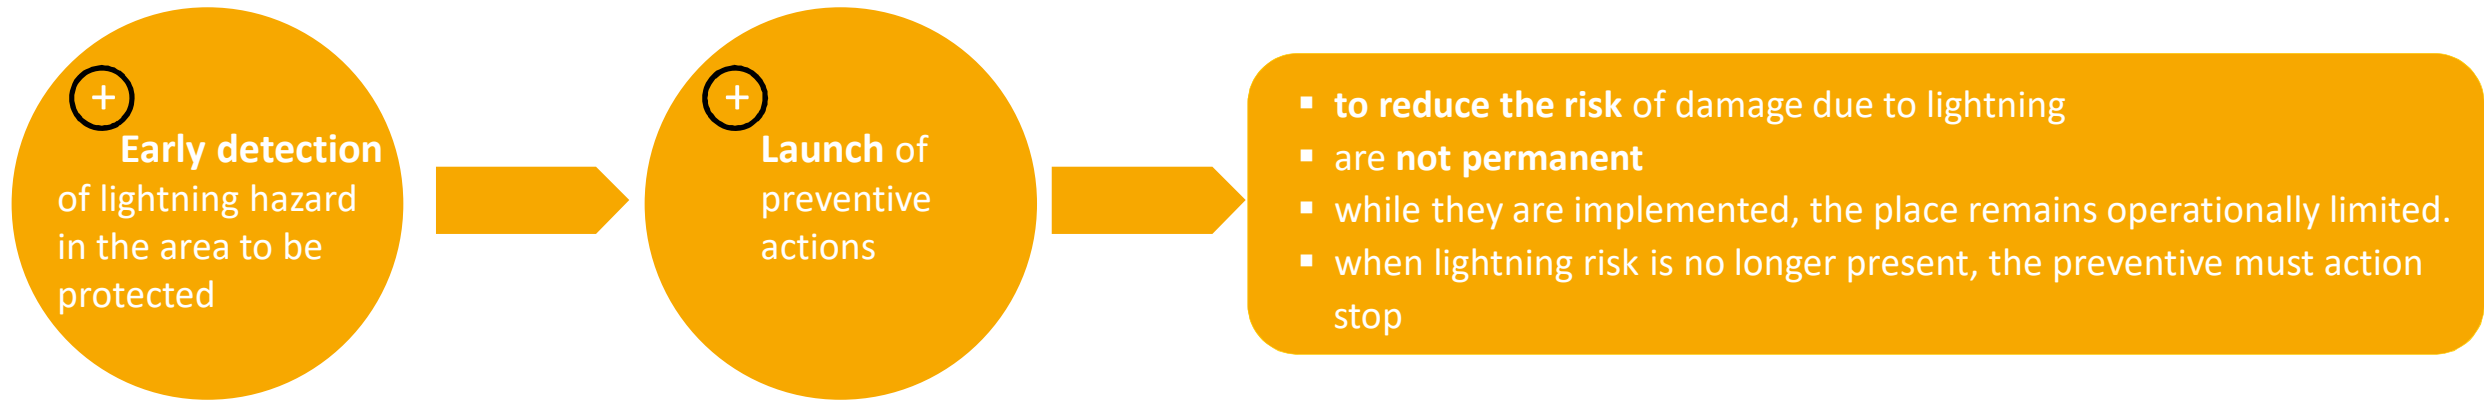 +
Early detection
of lightning hazard
in the area to be
protected
+
Launch of
preventive
actions
▪ to reduce the risk of damage due to lightning
▪ are not permanent
▪ while they are implemented, the place remains operationally limited.
▪ when lightning risk is no longer present, the preventive must action
stop